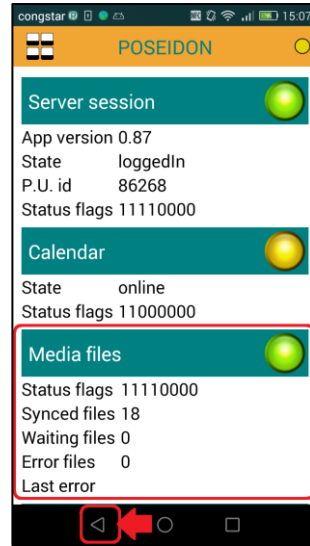 congstar 15:07
POSEIDON
Server session
App version 0.87
State loggedIn
P.U. id 86268
Status flags 11110000
Calendar
State online
Status flags 11000000
Media files
Status flags 11110000
Synced files 18
Waiting files 0
Error files 0
Last error